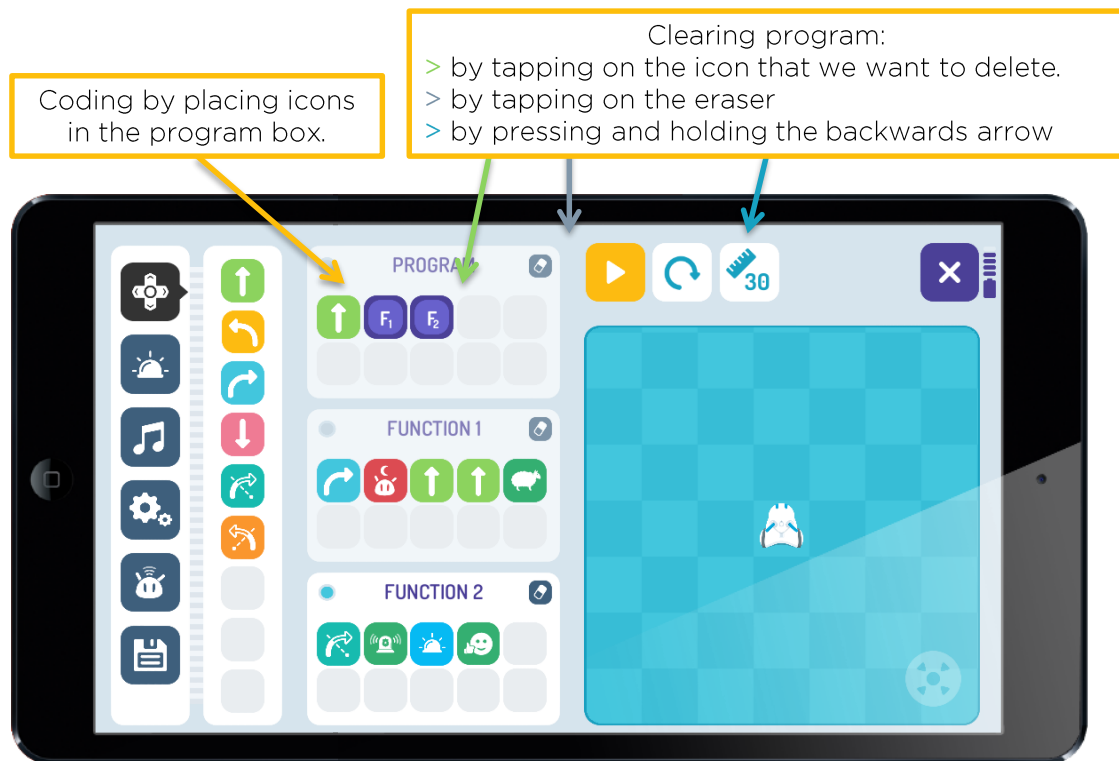 Clearing program:
> by tapping on the icon that we want to delete.
> by tapping on the eraser
> by pressing and holding the backwards arrow
Coding by placing icons
in the program box.
PROGRAM
30
F1 F2
FUNCTION 1
FUNCTION 2